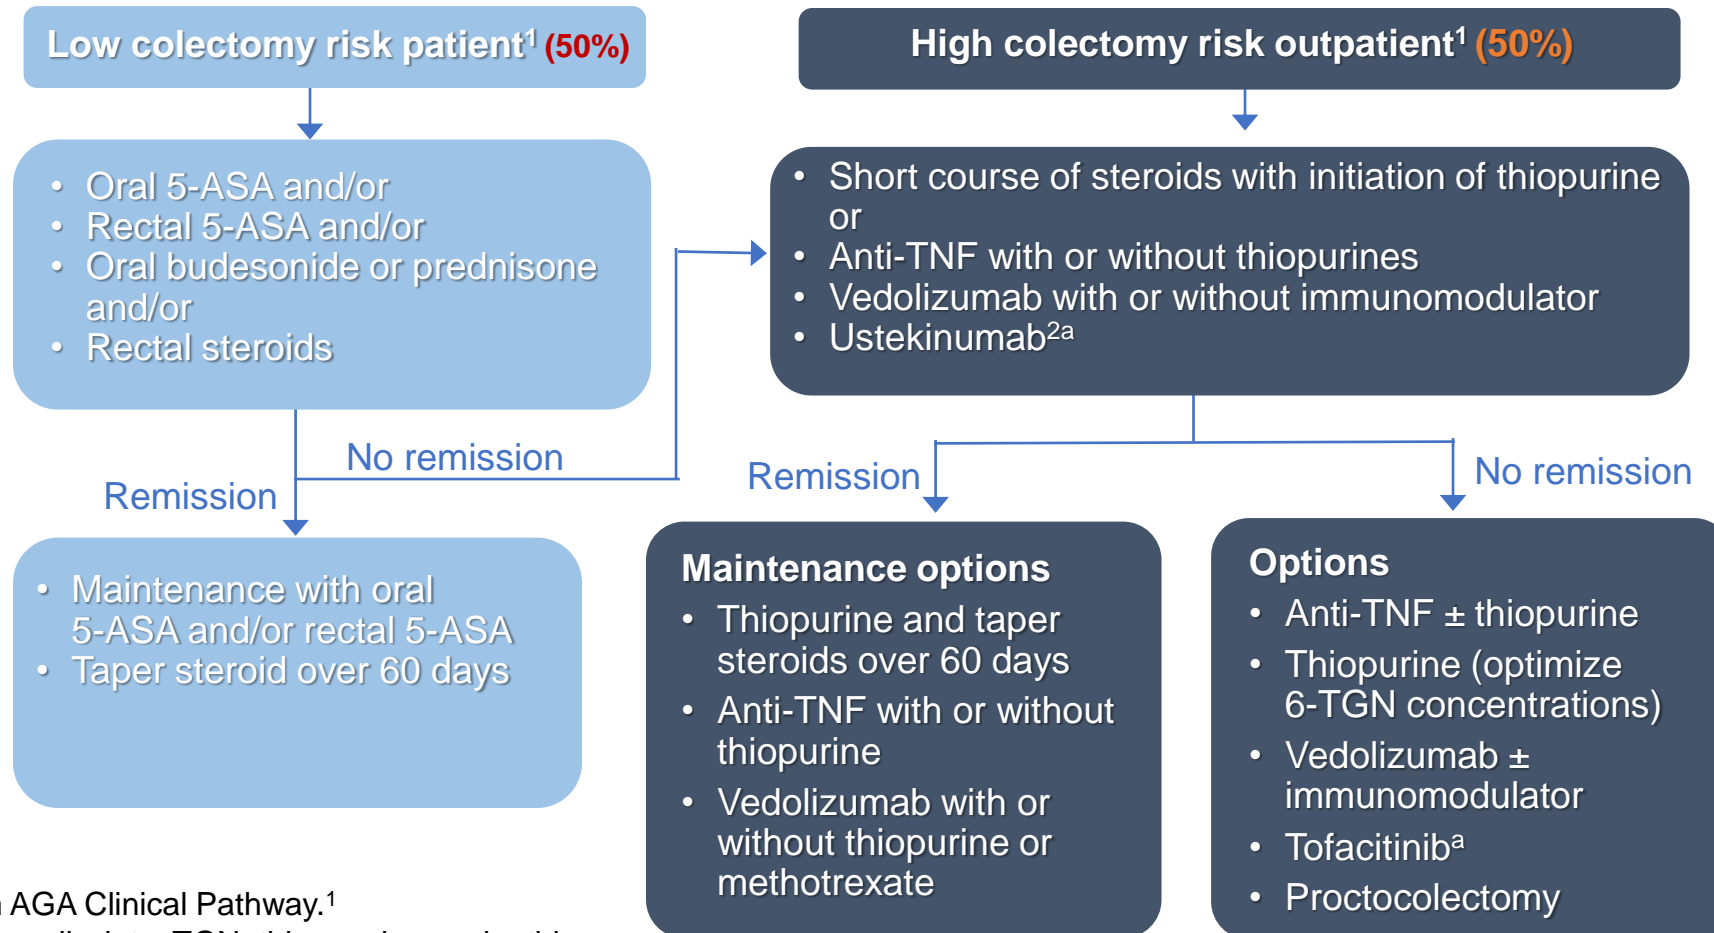 Low colectomy risk patient¹ (50%)
High colectomy risk outpatient¹ (50%)
• Oral 5-ASA and/or
• Rectal 5-ASA and/or
• Oral budesonide or prednisone
and/or
• Rectal steroids
• Short course of steroids with initiation of thiopurine
or
• Anti-TNF with or without thiopurines
• Vedolizumab with or without immunomodulator
• Ustekinumab²ᵃ
No remission
Remission
Remission
No remission
• Maintenance with oral
5-ASA and/or rectal 5-ASA
• Taper steroid over 60 days
Maintenance options
• Thiopurine and taper
steroids over 60 days
• Anti-TNF with or without
thiopurine
• Vedolizumab with or
without thiopurine or
methotrexate
Options
• Anti-TNF ± thiopurine
• Thiopurine (optimize
6-TGN concentrations)
• Vedolizumab ±
immunomodulator
• Tofacitinibᵃ
• Proctocolectomy
AGA Clinical Pathway.¹